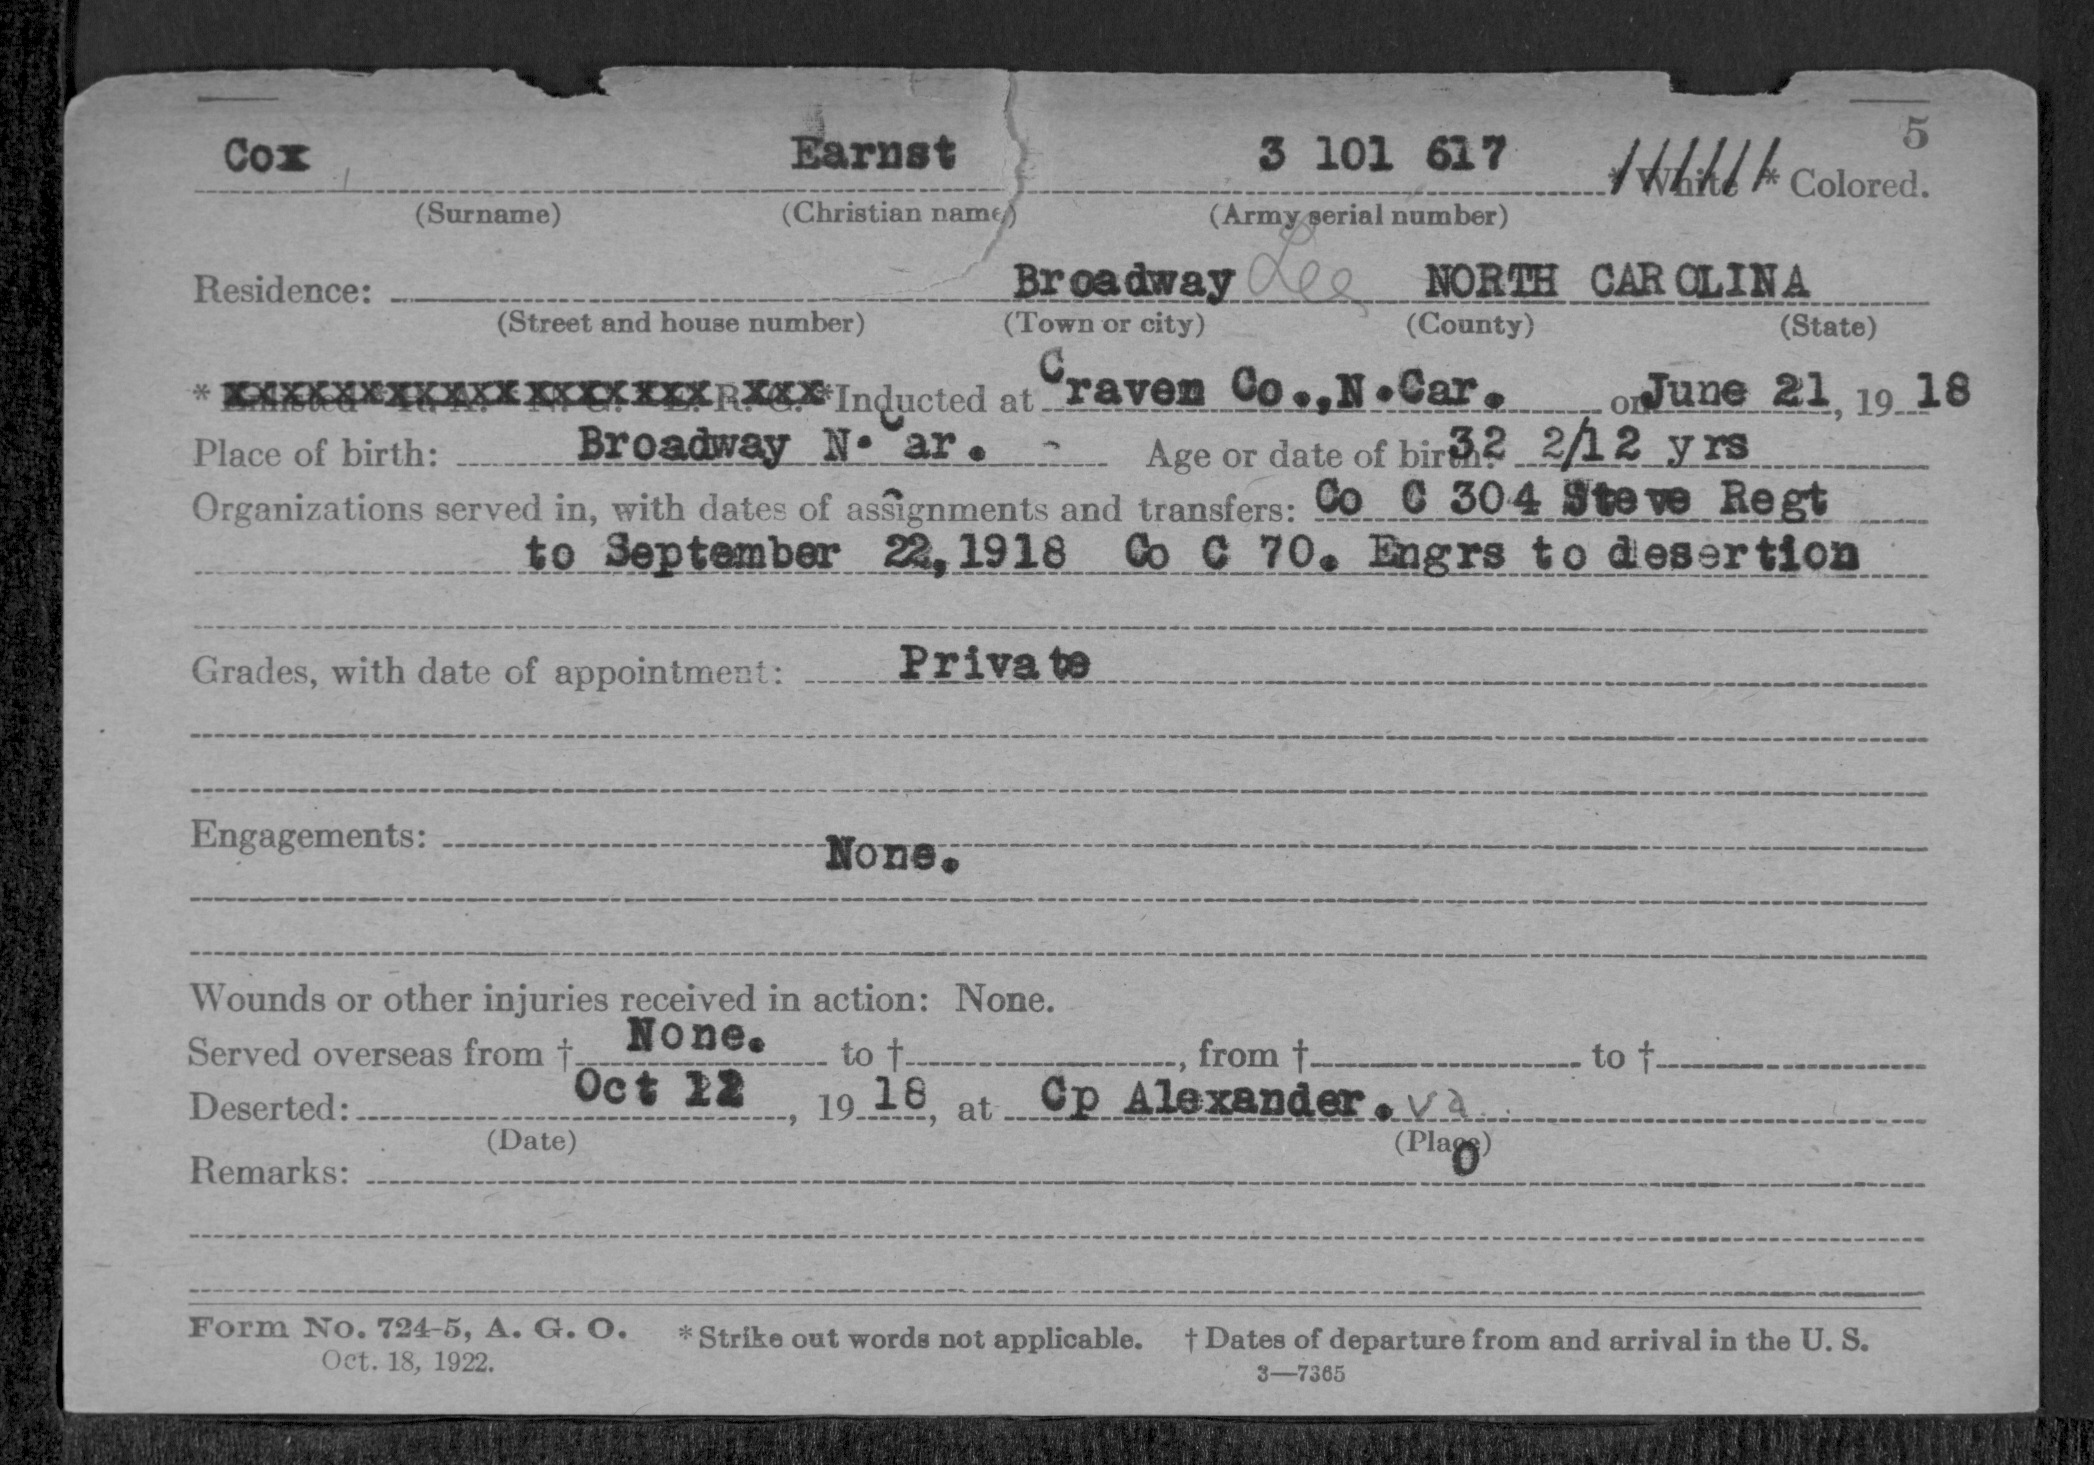 5
Cox Earnst 3 101 617 * White * Colored.
(Surname) (Christian name) (Army serial number)
Residence: Broadway Lee NORTH CAROLINA
(Street and house number) (Town or city) (County) (State)
* Enlisted R. A. N. G. E. R. C. *Inducted at Craven Co.,N.Car. on June 21, 19 18
Place of birth: Broadway N. Car. Age or date of birth: 32 2/12 yrs
Organizations served in, with dates of assignments and transfers: Co C 304 Steve Regt
to September 22,1918 Co C 70. Engrs to desertion
Grades, with date of appointment: Private
Engagements: None.
Wounds or other injuries received in action: None.
Served overseas from † None. to †, from † to †
Deserted: Oct 12, 19 18, at Cp Alexander. va
(Date) (Place)
Remarks: 0
Form No. 724-5, A. G. O. *Strike out words not applicable. † Dates of departure from and arrival in the U. S.
Oct. 18, 1922. 3—7365